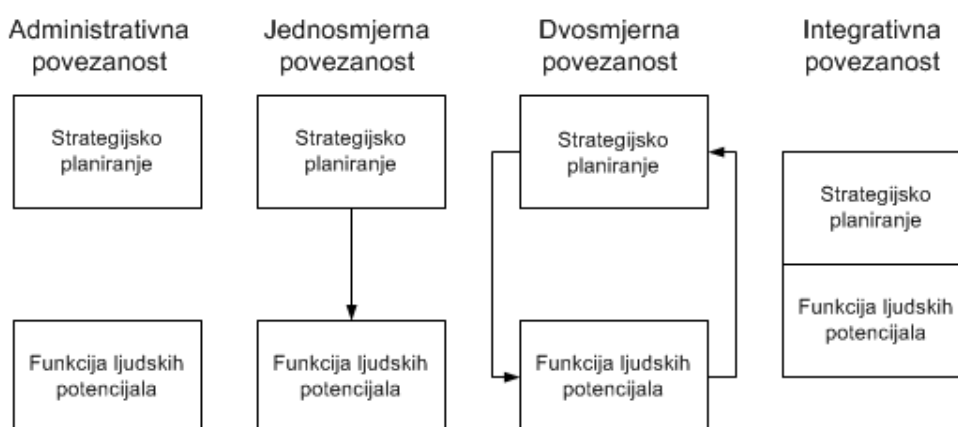 Administrativna
povezanost
Jednosmjerna
povezanost
Dvosmjerna
povezanost
Integrativna
povezanost
Strategijsko
planiranje
Strategijsko
planiranje
Strategijsko
planiranje
Strategijsko
planiranje
Funkcija ljudskih
potencijala
Funkcija ljudskih
potencijala
Funkcija ljudskih
potencijala
Funkcija ljudskih
potencijala